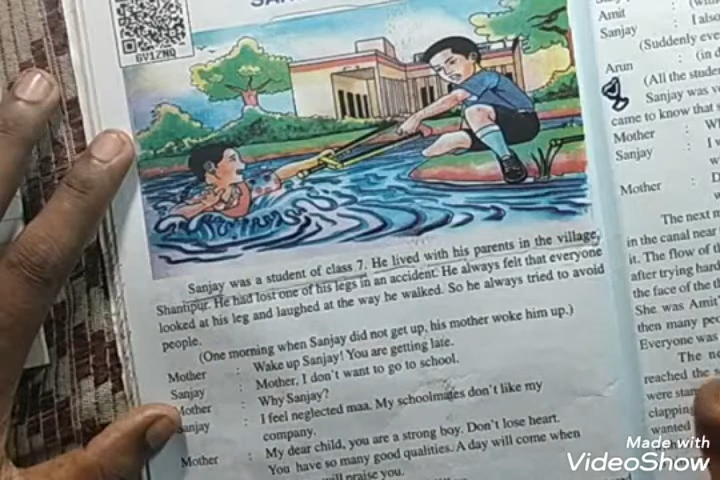 GV1ZNQ
Sanjay was a student of class 7. He lived with his parents in the village,
Shantipur. He had lost one of his legs in an accident. He always felt that everyone
looked at his leg and laughed at the way he walked. So he always tried to avoid
people.
(One morning when Sanjay did not get up, his mother woke him up.)
Mother : Wake up Sanjay! You are getting late.
Sanjay : Mother, I don't want to go to school.
Mother : Why Sanjay?
Sanjay : I feel neglected maa. My schoolmates don't like my
company.
Mother : My dear child, you are a strong boy. Don't lose heart.
You have so many good qualities. A day will come when
will praise you.
Amit :
Sanjay : I also
(Suddenly
Arun : (in
(All the
Sanjay was
came to know that
Mother :
Sanjay : I
Mother :
The next
in the canal near
it. The flow of
after trying hard
the face of the
She was
then many
Everyone was
The
reached the
were
clapping
wanted
Made with
VideoShow